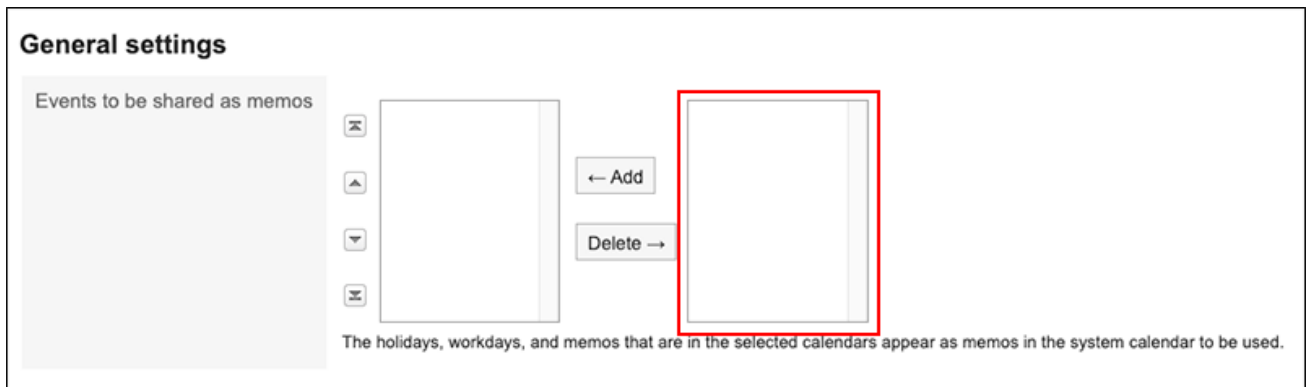 General settings
Events to be shared as memos
← Add
Delete →
The holidays, workdays, and memos that are in the selected calendars appear as memos in the system calendar to be used.